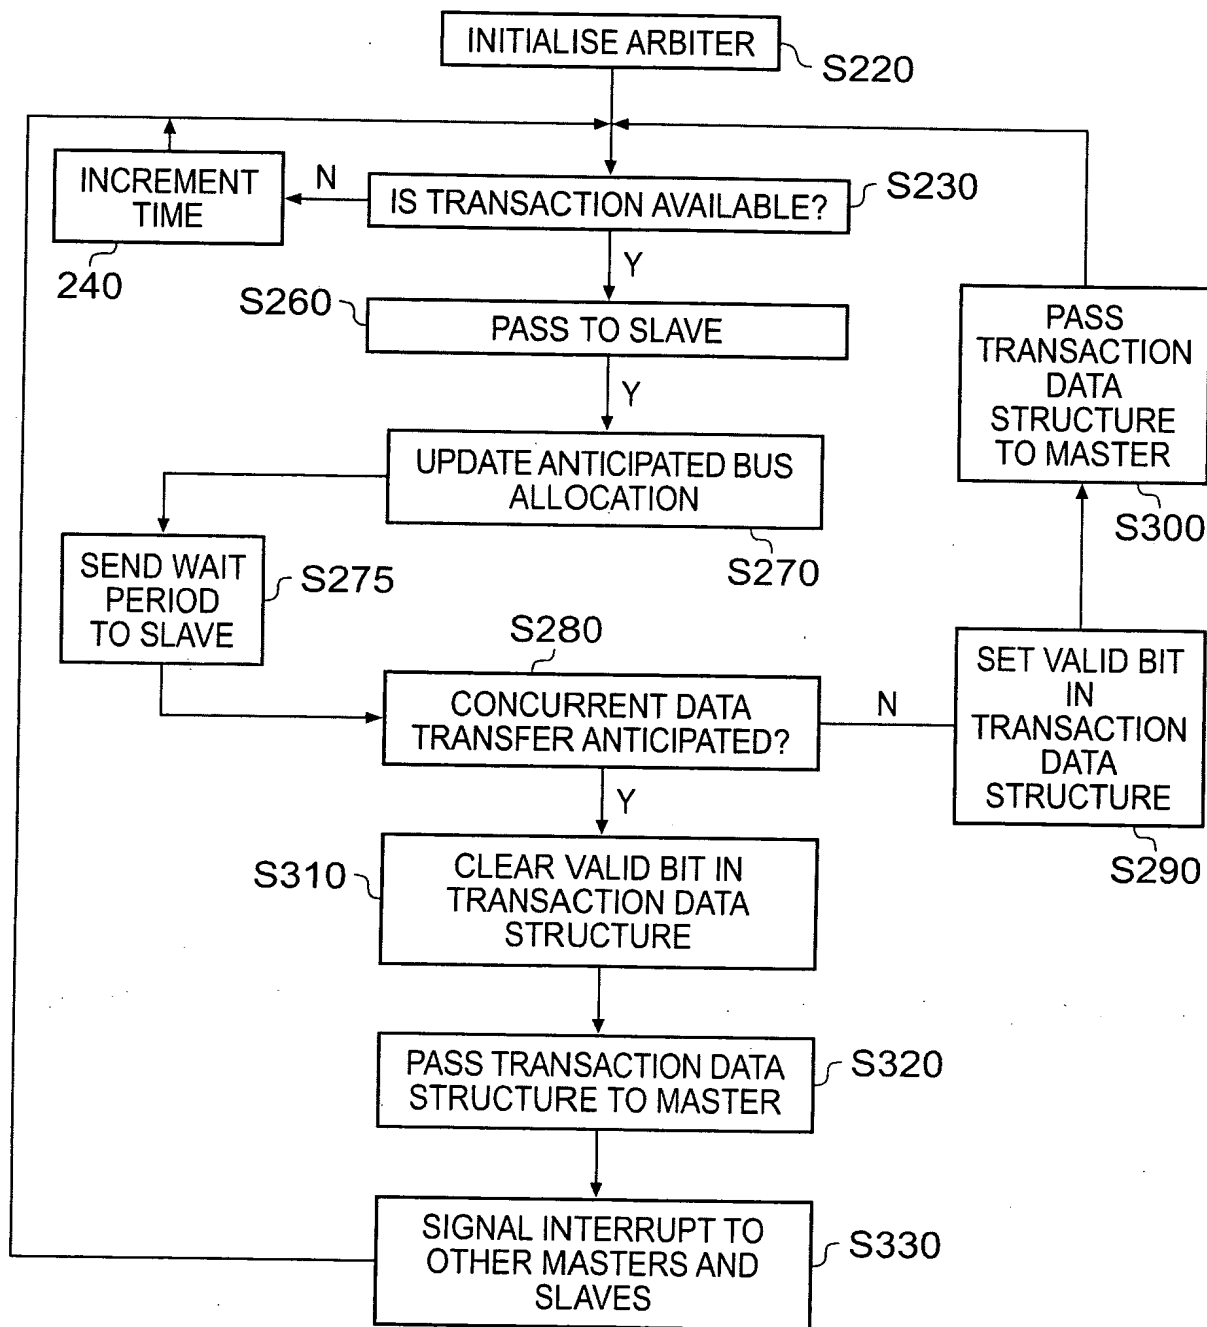 INITIALISE ARBITER
S220
INCREMENT
TIME
240
N
IS TRANSACTION AVAILABLE?
S230
Y
S260
PASS TO SLAVE
Y
PASS
TRANSACTION
DATA
STRUCTURE
TO MASTER
S300
UPDATE ANTICIPATED BUS
ALLOCATION
S270
SEND WAIT
PERIOD
TO SLAVE
S275
S280
CONCURRENT DATA
TRANSFER ANTICIPATED?
N
SET VALID BIT
IN
TRANSACTION
DATA
STRUCTURE
S290
Y
S310
CLEAR VALID BIT IN
TRANSACTION DATA
STRUCTURE
PASS TRANSACTION DATA
STRUCTURE TO MASTER
S320
SIGNAL INTERRUPT TO
OTHER MASTERS AND
SLAVES
S330